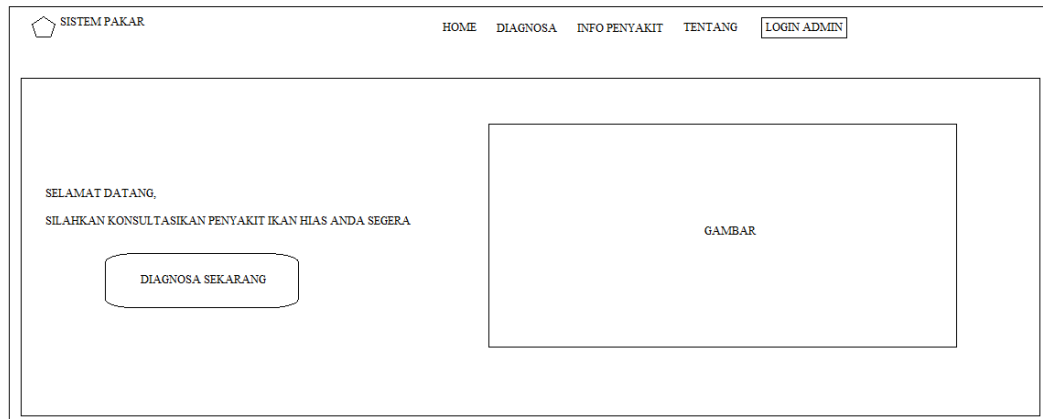 SISTEM PAKAR
HOME DIAGNOSA INFO PENYAKIT TENTANG LOGIN ADMIN
SELAMAT DATANG,
SILAHKAN KONSULTASIKAN PENYAKIT IKAN HIAS ANDA SEGERA
DIAGNOSA SEKARANG
GAMBAR